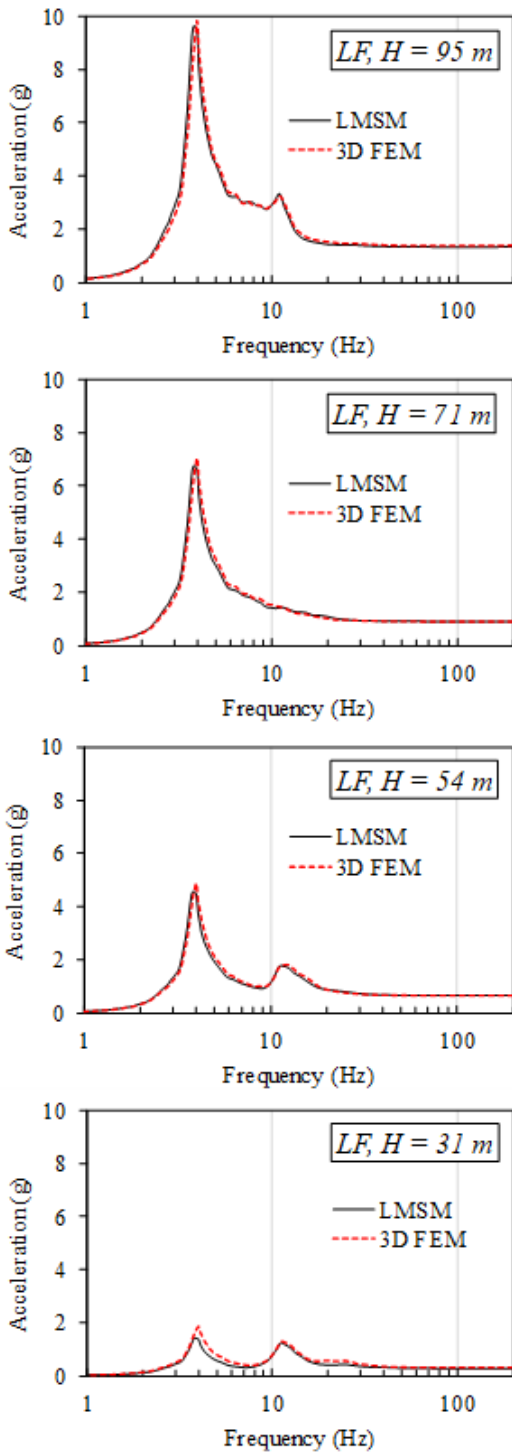 10
LF, H = 95 m
8
LMSM
6
3D FEM
4
2
0
Acceleration (g)
1 10 100
Frequency (Hz)
10
LF, H = 71 m
8
LMSM
6
3D FEM
4
2
0
Acceleration (g)
1 10 100
Frequency (Hz)
10
LF, H = 54 m
8
LMSM
6
3D FEM
4
2
0
Acceleration (g)
1 10 100
Frequency (Hz)
10
LF, H = 31 m
8
LMSM
6
3D FEM
4
2
0
Acceleration (g)
1 10 100
Frequency (Hz)